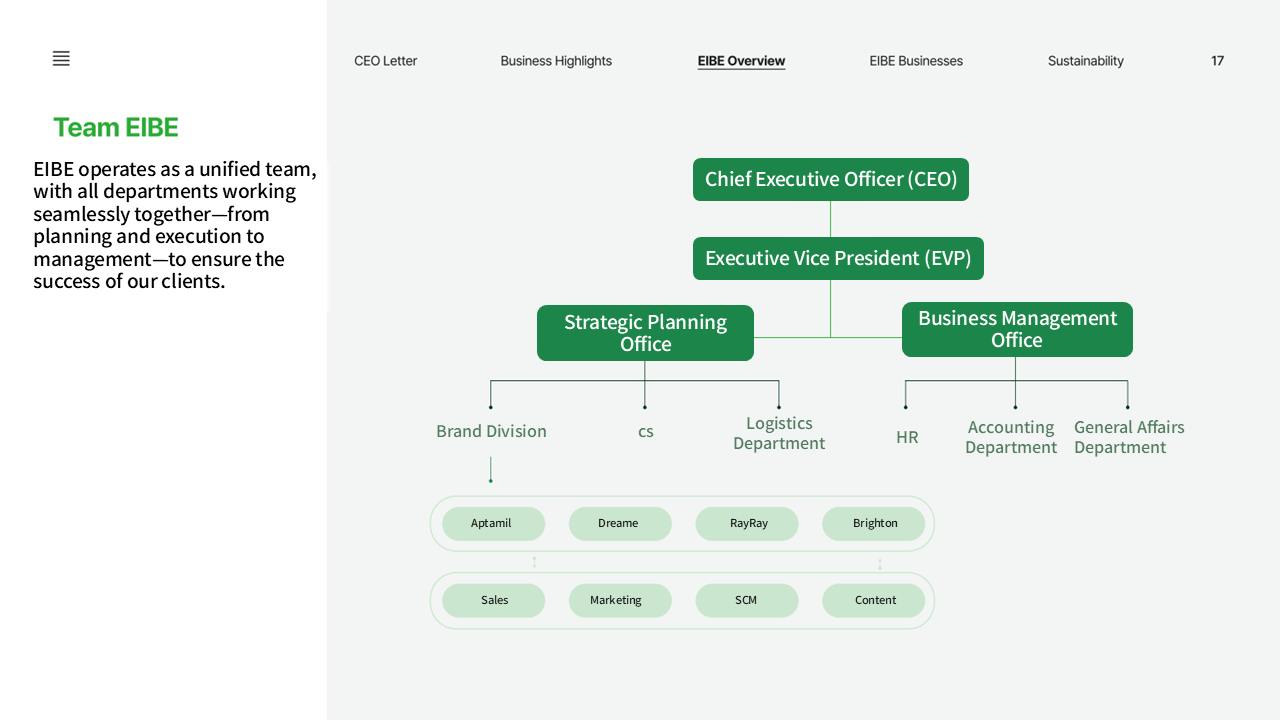 CEO Letter
Business Highlights
EIBE Overview
EIBE Businesses
Sustainability
17
Team EIBE
EIBE operates as a unified team,
with all departments working
seamlessly together—from
planning and execution to
management—to ensure the
success of our clients.
Chief Executive Officer (CEO)
Executive Vice President (EVP)
Strategic Planning
Office
Business Management
Office
Brand Division
cs
Logistics
Department
HR
Accounting
Department
General Affairs
Department
Aptamil
Dreame
RayRay
Brighton
Sales
Marketing
SCM
Content